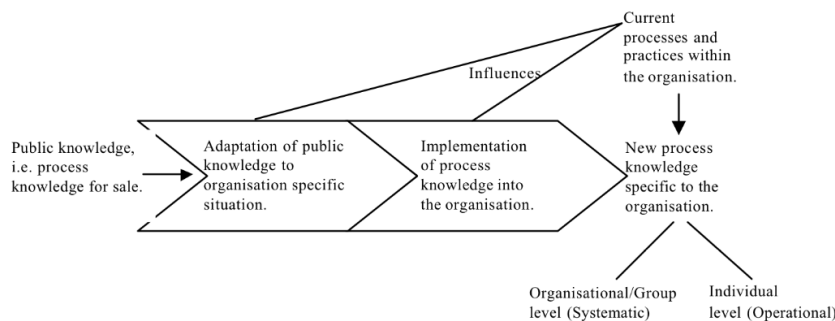 Current
processes and
practices within
the organisation.
Influences
Public knowledge,
i.e. process
knowledge for sale.
Adaptation of public
knowledge to
organisation specific
situation.
Implementation
of process
knowledge into
the organisation.
New process
knowledge
specific to the
organisation.
Organisational/Group
level (Systematic)
Individual
level (Operational)